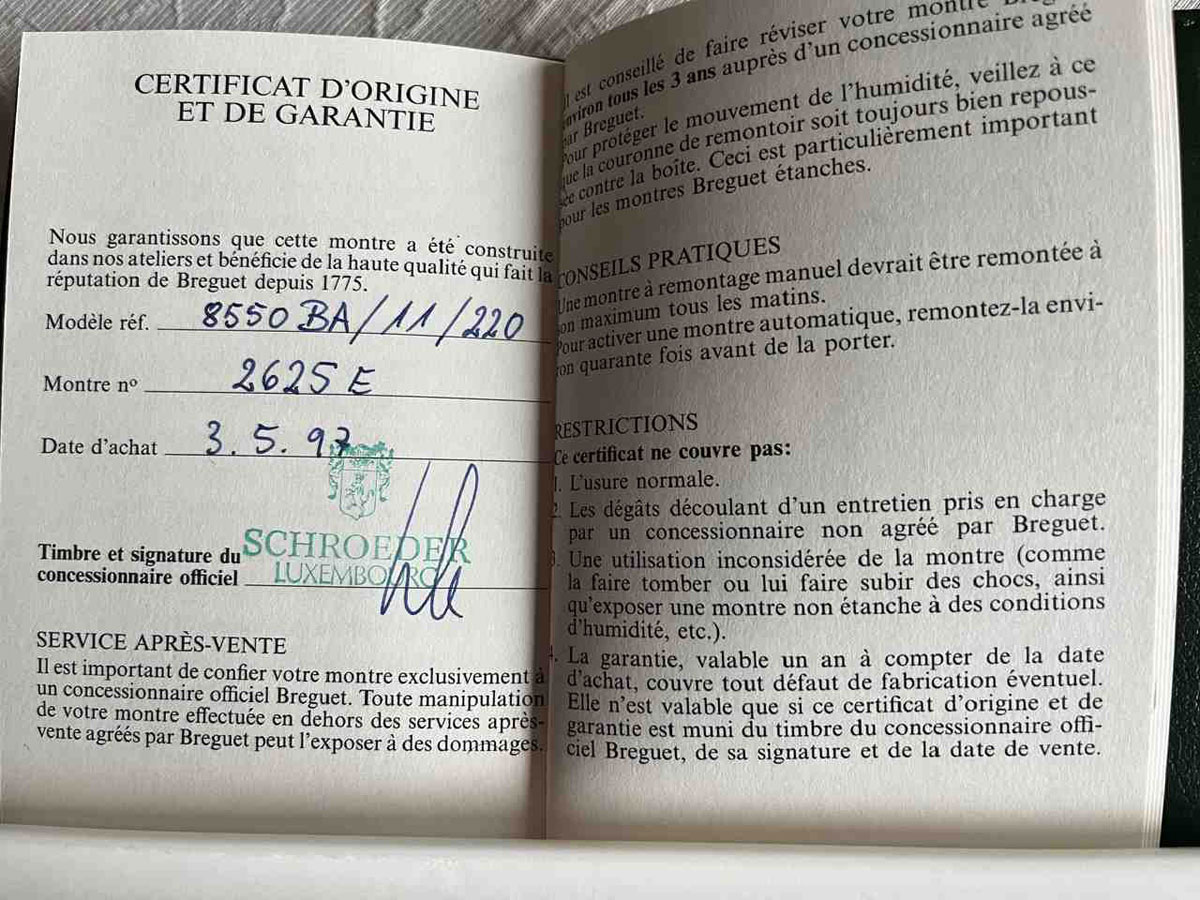 CERTIFICAT D'ORIGINE
ET DE GARANTIE
Nous garantissons que cette montre a été construite
dans nos ateliers et bénéficie de la haute qualité qui fait la
réputation de Breguet depuis 1775.
Modèle réf. 8550 BA/11/220
Montre nº 2625 E
Date d'achat 3.5.97
SCHROEDER
LUXEMBOURG
Timbre et signature du
concessionnaire officiel
SERVICE APRÈS-VENTE
Il est important de confier votre montre exclusivement à
un concessionnaire officiel Breguet. Toute manipulation
de votre montre effectuée en dehors des services après-
vente agréés par Breguet peut l'exposer à des dommages.
Il est conseillé de faire réviser votre montre
environ tous les 3 ans auprès d'un concessionnaire agréé
par Breguet.
Pour protéger le mouvement de l'humidité, veillez à ce
que la couronne de remontoir soit toujours bien repous-
sée contre la boîte. Ceci est particulièrement important
pour les montres Breguet étanches.
CONSEILS PRATIQUES
Une montre à remontage manuel devrait être remontée à
son maximum tous les matins.
Pour activer une montre automatique, remontez-la envi-
ron quarante fois avant de la porter.
RESTRICTIONS
Ce certificat ne couvre pas:
1. L'usure normale.
2. Les dégâts découlant d'un entretien pris en charge
par un concessionnaire non agréé par Breguet.
3. Une utilisation inconsidérée de la montre (comme
la faire tomber ou lui faire subir des chocs, ainsi
qu'exposer une montre non étanche à des conditions
d'humidité, etc.).
4. La garantie, valable un an à compter de la date
d'achat, couvre tout défaut de fabrication éventuel.
Elle n'est valable que si ce certificat d'origine et de
garantie est muni du timbre du concessionnaire offi-
ciel Breguet, de sa signature et de la date de vente.